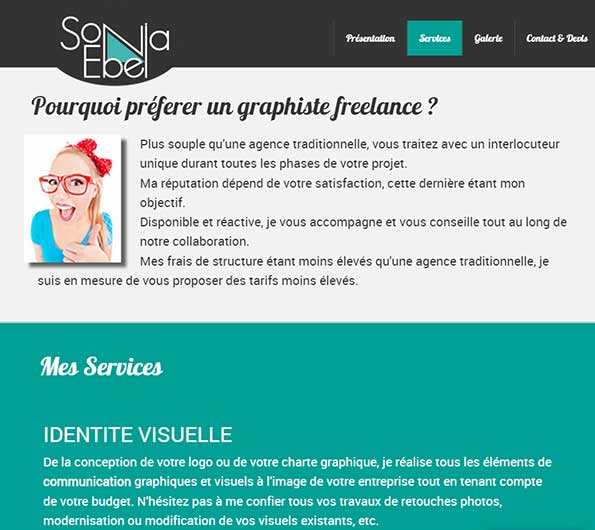 Sonia
Ebel
Présentation
Services
Galerie
Contact & Devis
Pourquoi préferer un graphiste freelance ?
Plus souple qu'une agence traditionnelle, vous traitez avec un interlocuteur
unique durant toutes les phases de votre projet.
Ma réputation dépend de votre satisfaction, cette dernière étant mon
objectif.
Disponible et réactive, je vous accompagne et vous conseille tout au long de
notre collaboration.
Mes frais de structure étant moins élevés qu'une agence traditionnelle, je
suis en mesure de vous proposer des tarifs moins élevés.
Mes Services
IDENTITE VISUELLE
De la conception de votre logo ou de votre charte graphique, je réalise tous les éléments de
communication graphiques et visuels à l'image de votre entreprise tout en tenant compte
de votre budget. N'hésitez pas à me confier tous vos travaux de retouches photos,
modernisation ou modification de vos visuels existants, etc.